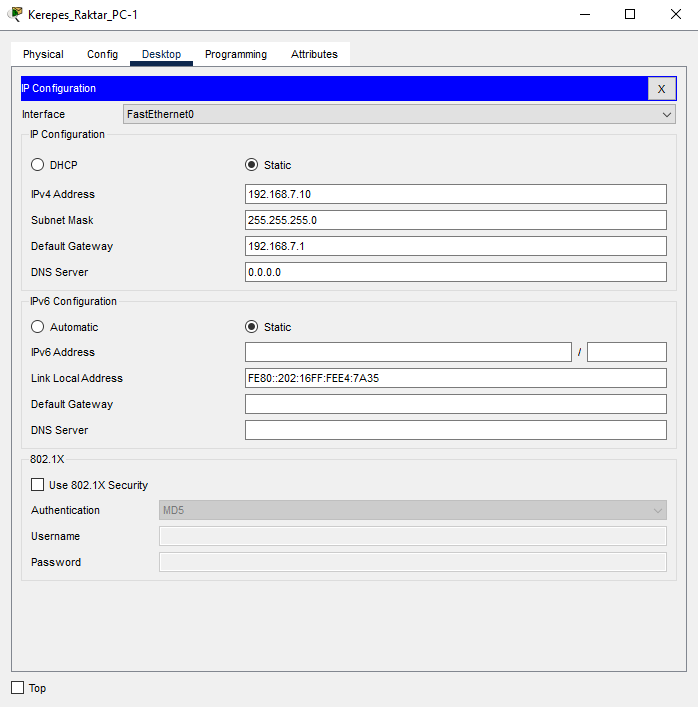 Kerepes_Raktar_PC-1
Physical Config Desktop Programming Attributes
IP Configuration X
Interface FastEthernet0
IP Configuration
DHCP Static
IPv4 Address 192.168.7.10
Subnet Mask 255.255.255.0
Default Gateway 192.168.7.1
DNS Server 0.0.0.0
IPv6 Configuration
Automatic Static
IPv6 Address /
Link Local Address FE80::202:16FF:FEE4:7A35
Default Gateway
DNS Server
802.1X
Use 802.1X Security
Authentication MD5
Username
Password
Top